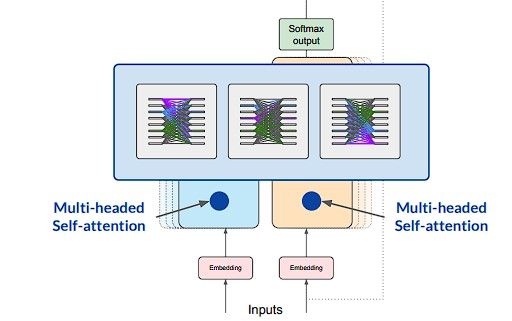 Softmax
output
Multi-headed
Self-attention
Multi-headed
Self-attention
Embedding
Embedding
Inputs